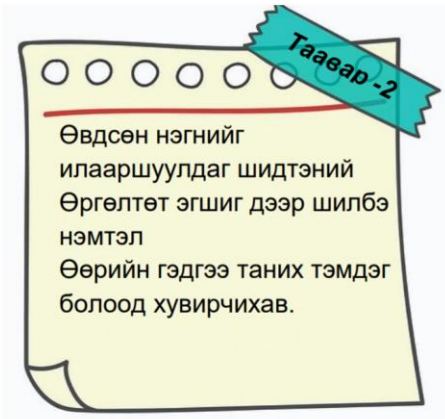 Таавар -2
Өвдсөн нэгнийг
илааршуулдаг шидтэний
Өргөлтөт эгшиг дээр шилбэ
нэмтэл
Өөрийн гэдгээ таних тэмдэг
болоод хувирчихав.